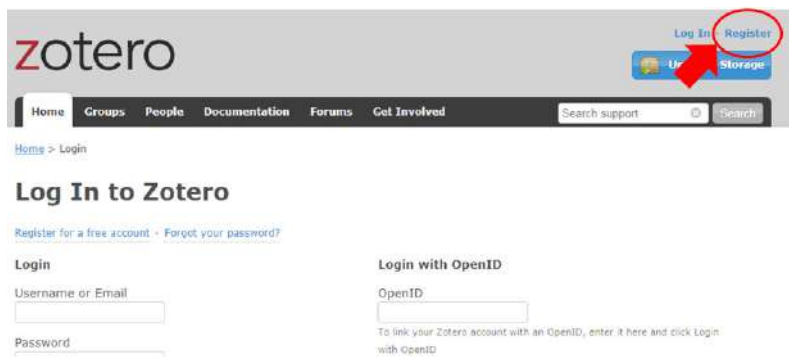 zotero
Log In · Register
Storage
Home Groups People Documentation Forums Get Involved
Search support Search
Home > Login
Log In to Zotero
Register for a free account · Forgot your password?
Login
Login with OpenID
Username or Email
OpenID
To link your Zotero account with an OpenID, enter it here and click Login
with OpenID
Password